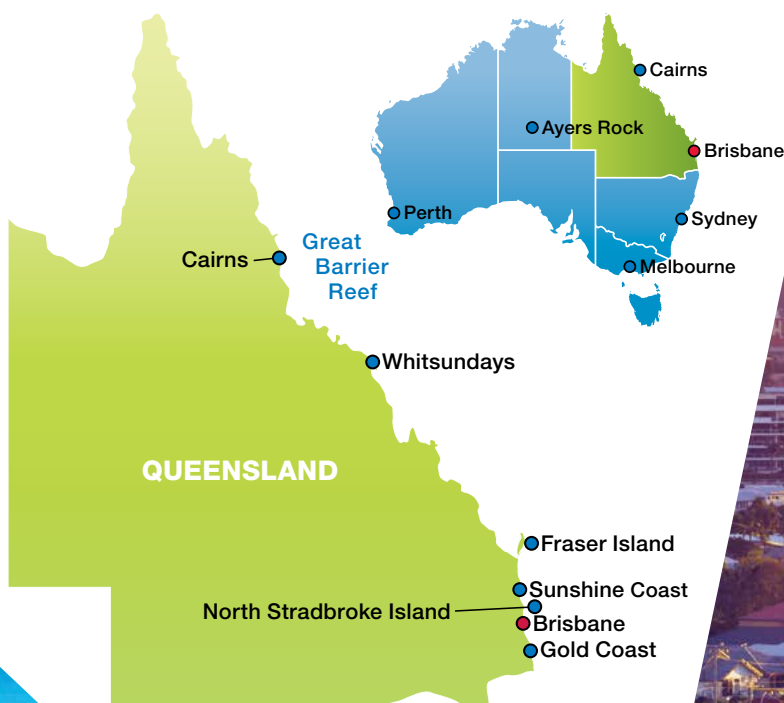 Cairns
Ayers Rock
Brisbane
Perth
Sydney
Melbourne
Cairns
Great
Barrier
Reef
Whitsundays
QUEENSLAND
Fraser Island
Sunshine Coast
North Stradbroke Island
Brisbane
Gold Coast